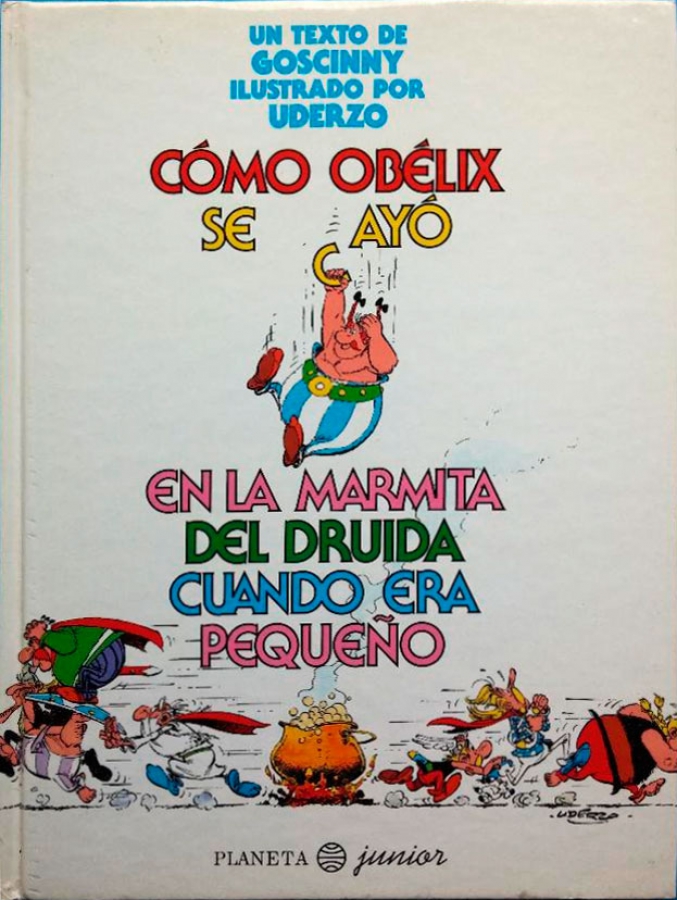 UN TEXTO DE
GOSCINNY
ILUSTRADO POR
UDERZO
CÓMO OBÉLIX
SE CAYÓ
EN LA MARMITA
DEL DRUIDA
CUANDO ERA
PEQUEÑO
·UDERZO·
PLANETA junior